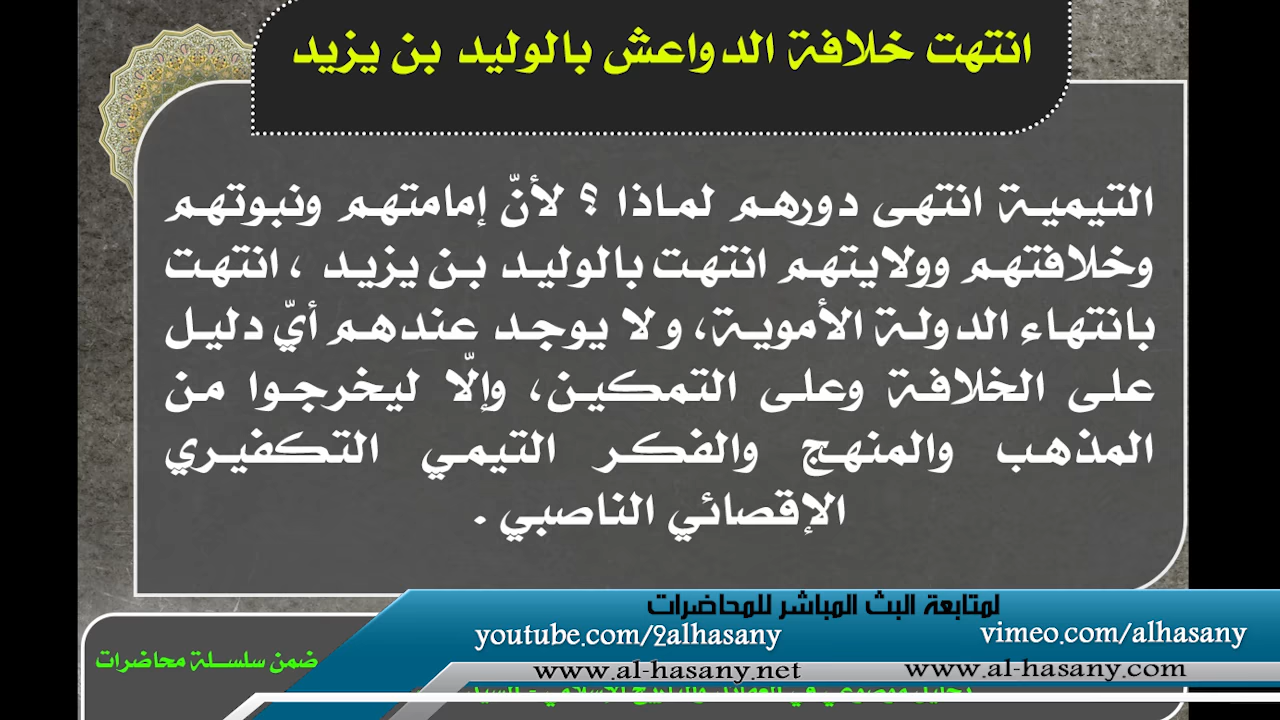 انتهت خلافة الدواعش بالوليد بن يزيد
التيمية انتهى دورهم لماذا ؟ لأنّ إمامتهم ونبوتهم
وخلافتهم وولايتهم انتهت بالوليد بن يزيد ، انتهت
بانتهاء الدولة الأموية، ولا يوجد عندهم أيّ دليل
على الخلافة وعلى التمكين، وإلّا ليخرجوا من
المذهب والمنهج والفكر التيمي التكفيري
الإقصائي الناصبي .
لمتابعة البث المباشر للمحاضرات
youtube.com/2alhasany
vimeo.com/alhasany
www.al-hasany.net
www.al-hasany.com
ضمن سلسلة محاضرات